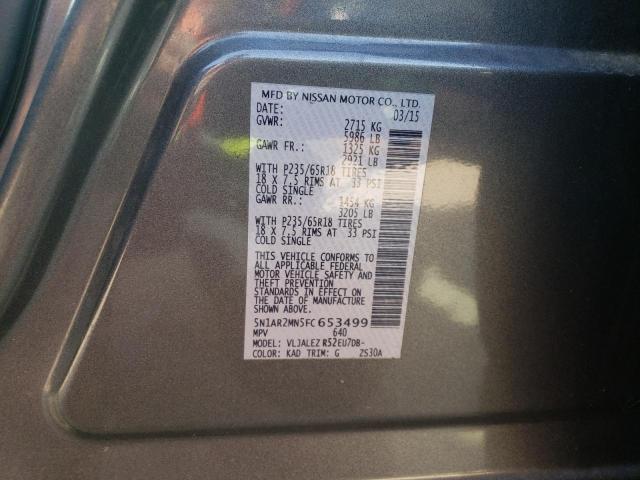 MFD BY NISSAN MOTOR CO., LTD.
DATE: 03/15
GVWR: 2715 KG
5986 LB
GAWR FR.: 1325 KG
2921 LB
WITH P235/65R18 TIRES
18 X 7.5 RIMS AT 33 PSI
COLD SINGLE
GAWR RR.: 1454 KG
3205 LB
WITH P235/65R18 TIRES
18 X 7.5 RIMS AT 33 PSI
COLD SINGLE
THIS VEHICLE CONFORMS TO
ALL APPLICABLE FEDERAL
MOTOR VEHICLE SAFETY AND
THEFT PREVENTION
STANDARDS IN EFFECT ON
THE DATE OF MANUFACTURE
SHOWN ABOVE.
5N1AR2MN5FC653499
MPV 640
MODEL: VLJALEZ R52EU7DB-
COLOR: KAD TRIM: G ZS30A